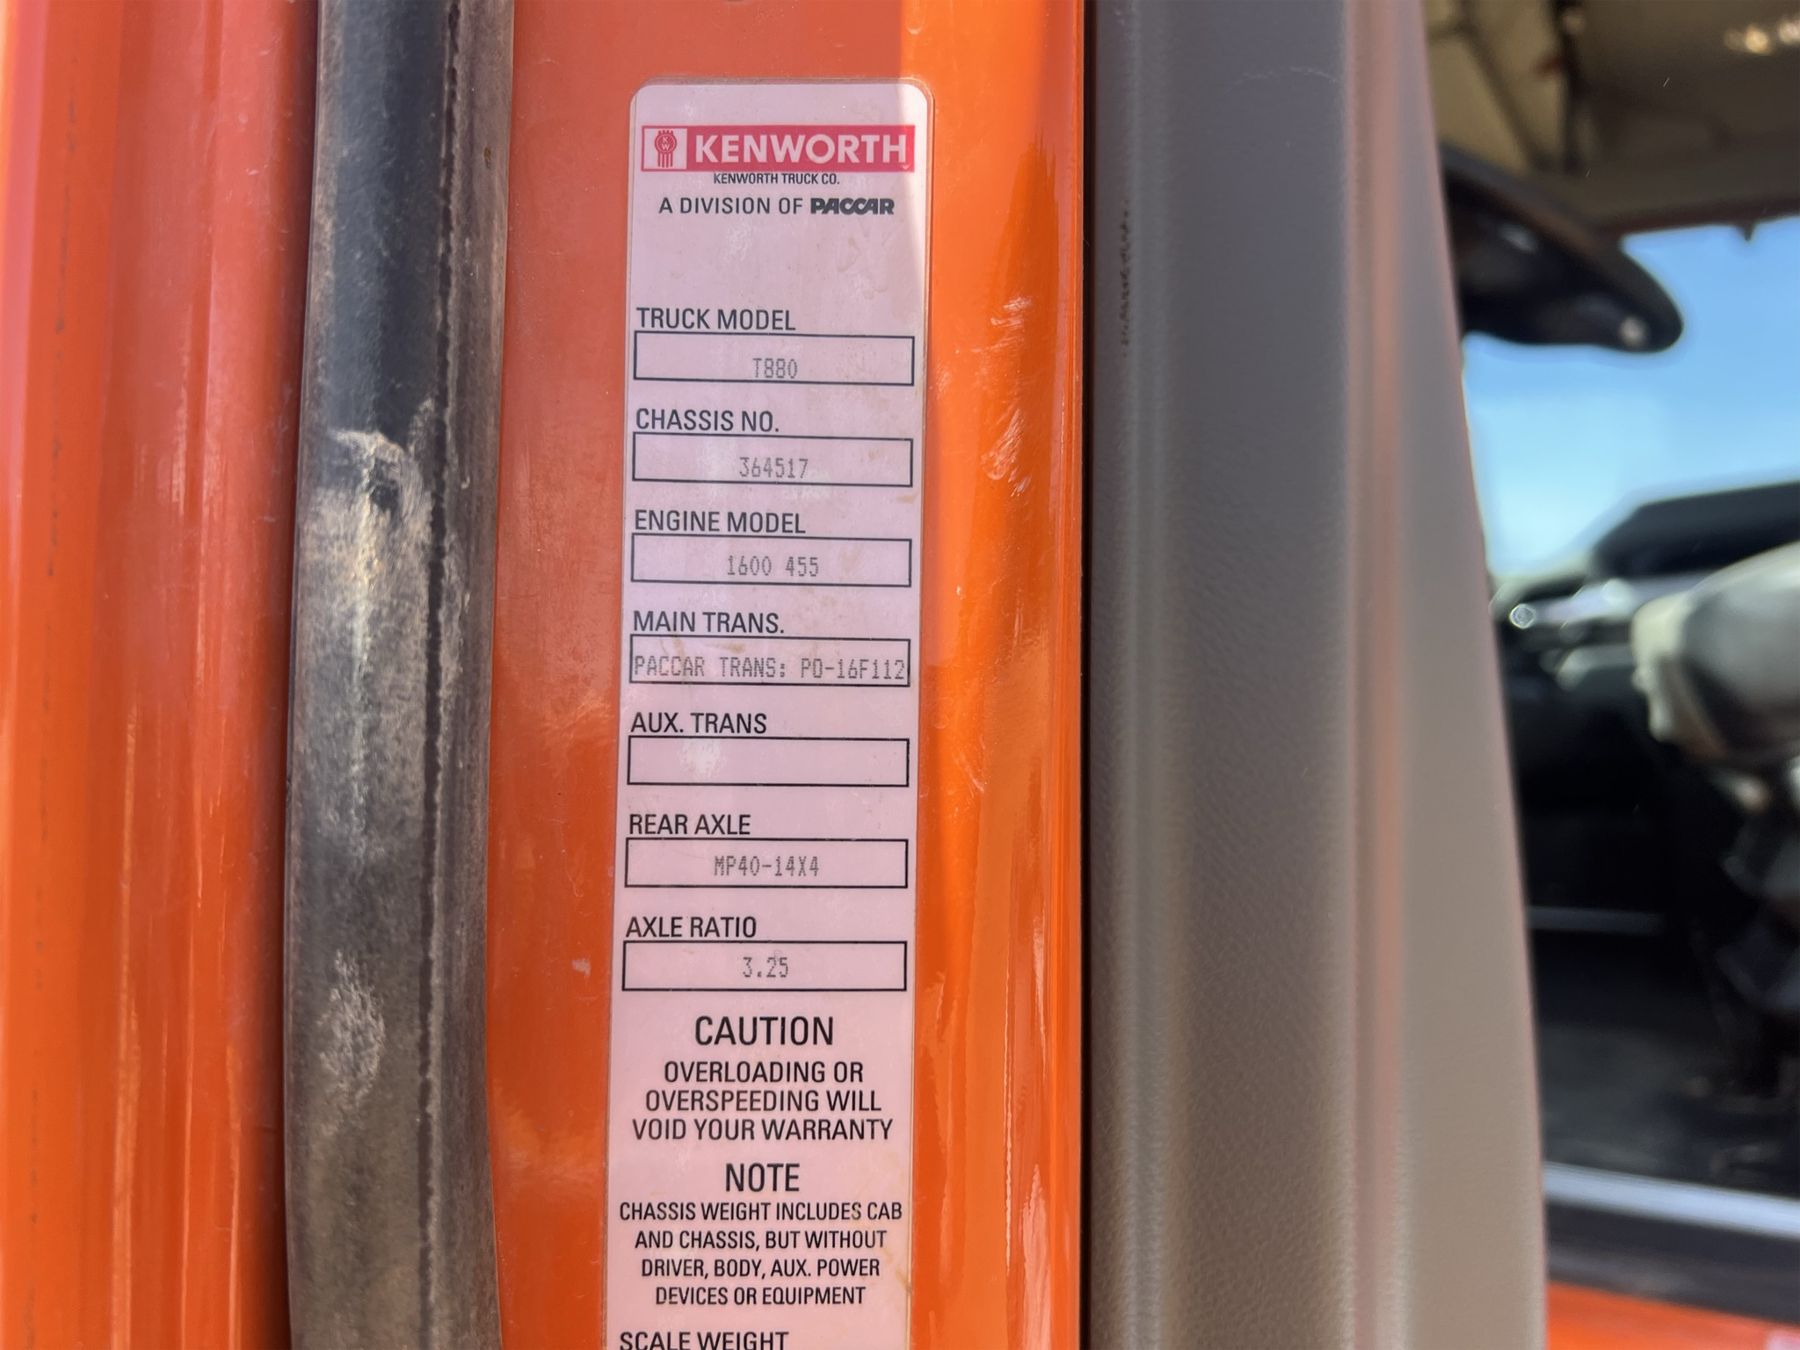 KENWORTH
KENWORTH TRUCK CO.
A DIVISION OF PACCAR
TRUCK MODEL
T880
CHASSIS NO.
364517
ENGINE MODEL
1600 455
MAIN TRANS.
PACCAR TRANS: PO-16F112
AUX. TRANS
REAR AXLE
MP40-14X4
AXLE RATIO
3.25
CAUTION
OVERLOADING OR
OVERSPEEDING WILL
VOID YOUR WARRANTY
NOTE
CHASSIS WEIGHT INCLUDES CAB
AND CHASSIS, BUT WITHOUT
DRIVER, BODY, AUX. POWER
DEVICES OR EQUIPMENT
SCALE WEIGHT